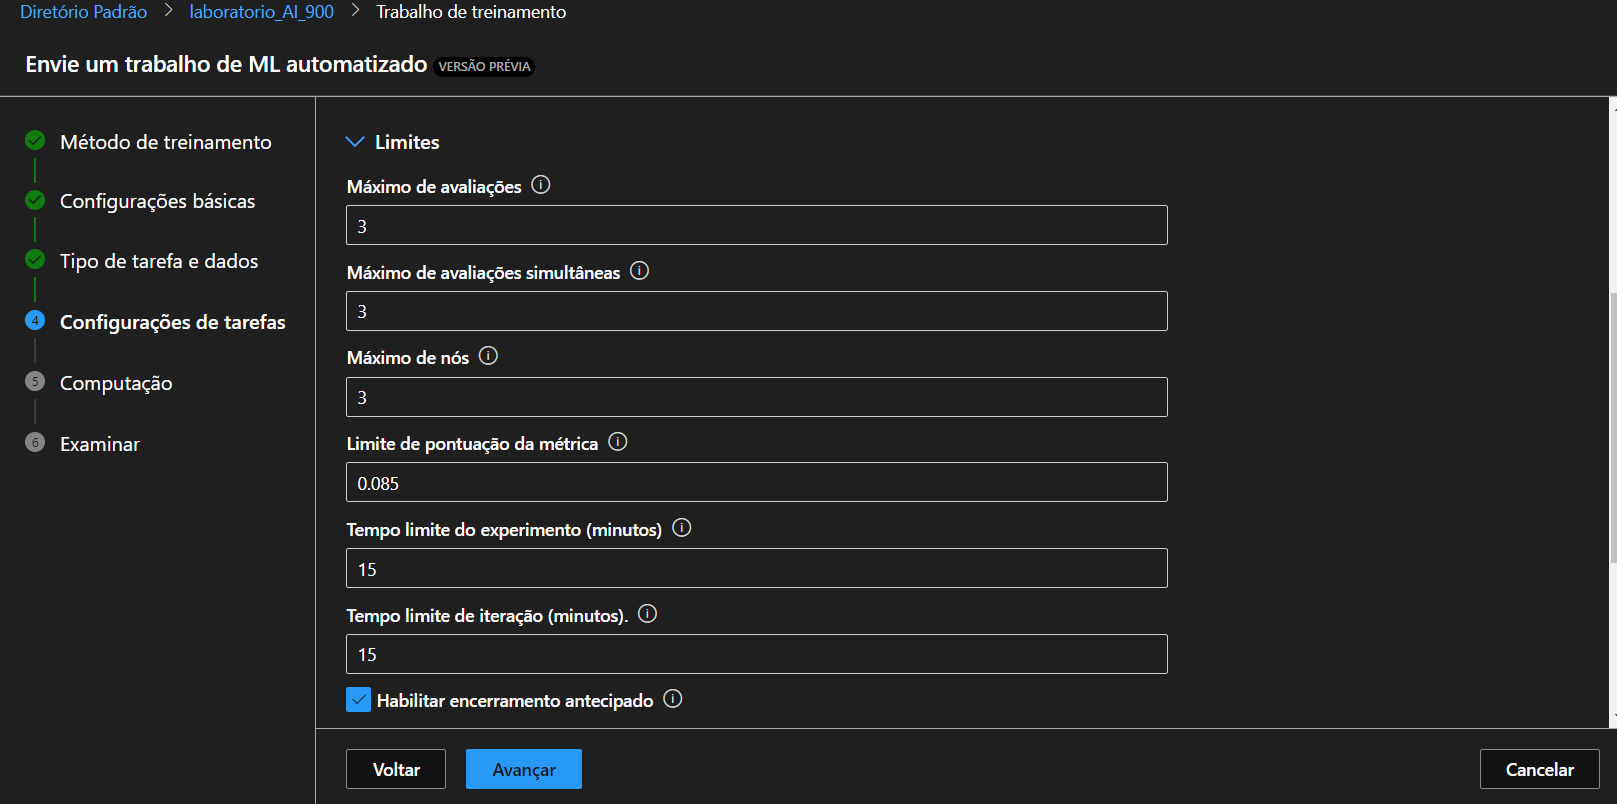 Diretório Padrão > laboratorio_AI_900 > Trabalho de treinamento
Envie um trabalho de ML automatizado VERSÃO PRÉVIA
Método de treinamento
Configurações básicas
Tipo de tarefa e dados
4 Configurações de tarefas
5 Computação
6 Examinar
Limites
Máximo de avaliações
3
Máximo de avaliações simultâneas
3
Máximo de nós
3
Limite de pontuação da métrica
0.085
Tempo limite do experimento (minutos)
15
Tempo limite de iteração (minutos).
15
Habilitar encerramento antecipado
Voltar Avançar Cancelar